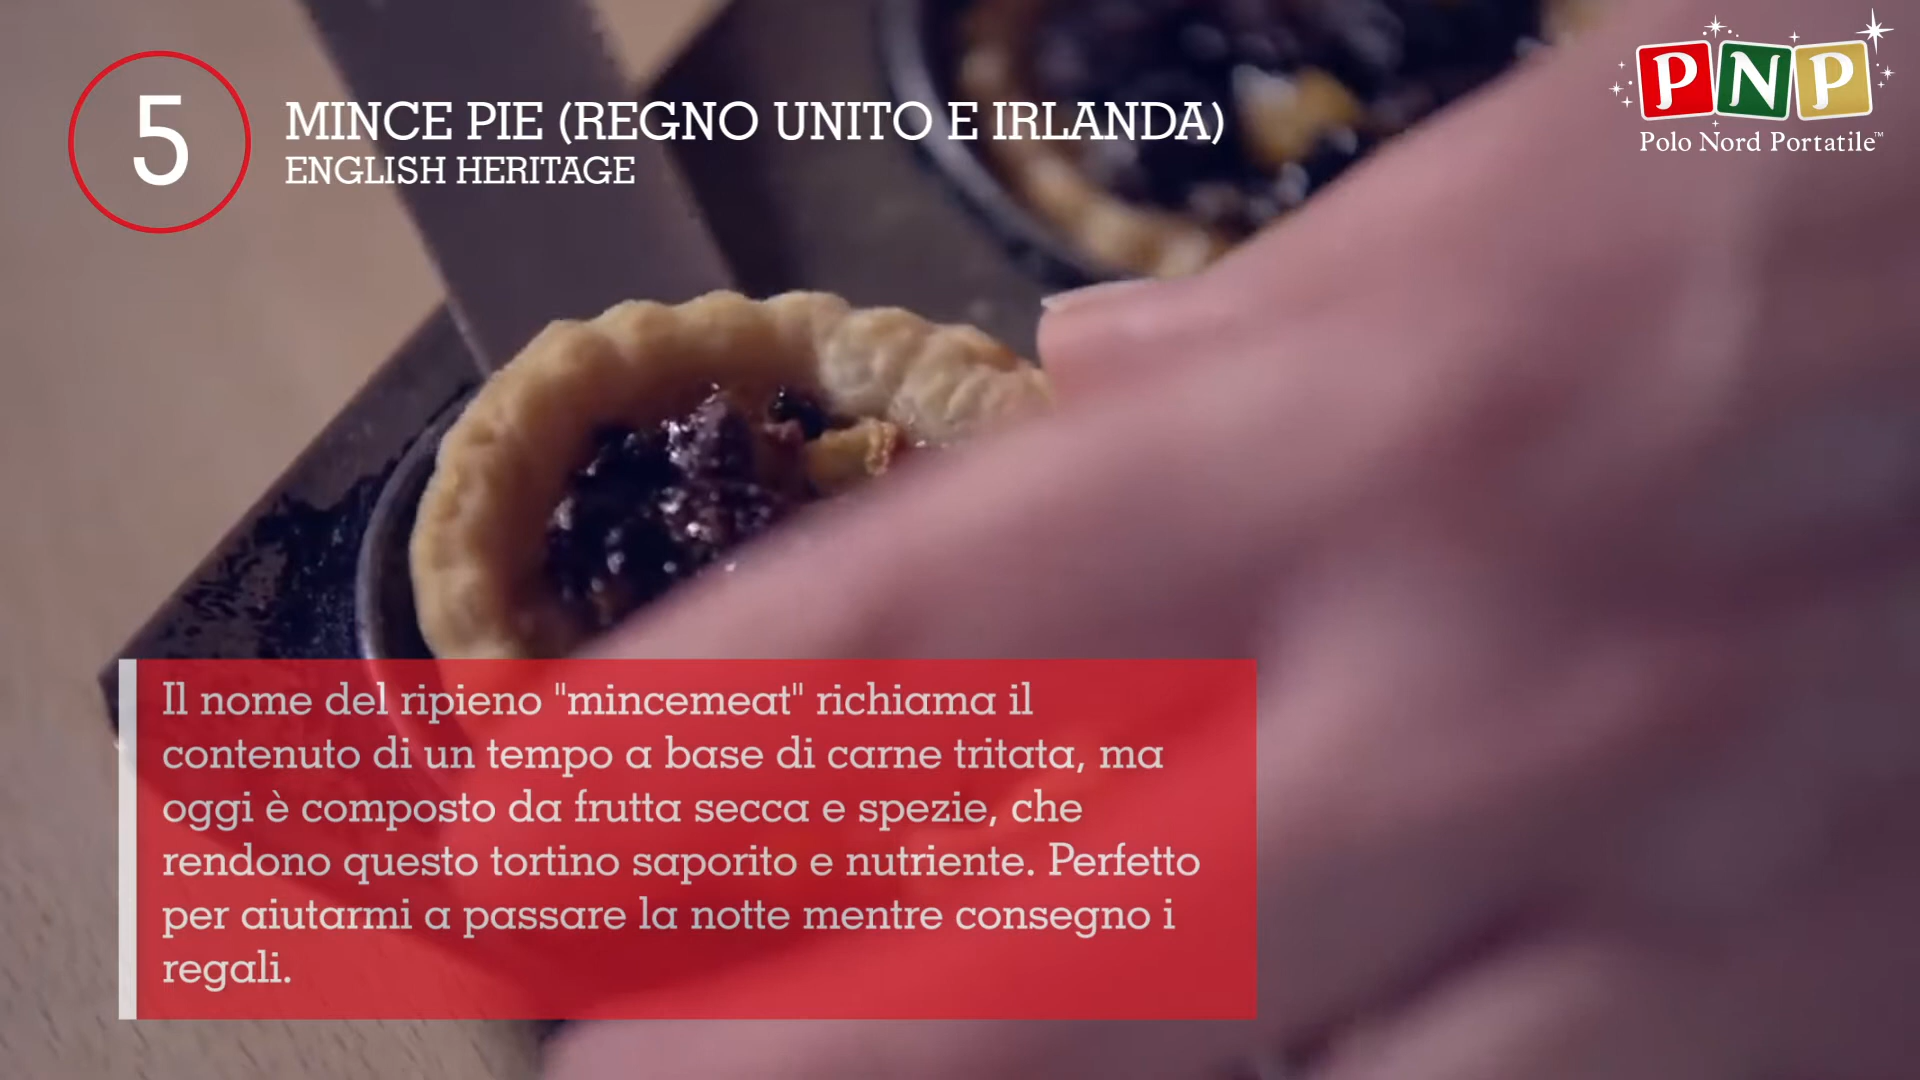 5
MINCE PIE (REGNO UNITO E IRLANDA)
ENGLISH HERITAGE
PNP
Polo Nord Portatile™
Il nome del ripieno "mincemeat" richiama il
contenuto di un tempo a base di carne tritata, ma
oggi è composto da frutta secca e spezie, che
rendono questo tortino saporito e nutriente. Perfetto
per aiutarmi a passare la notte mentre consegno i
regali.